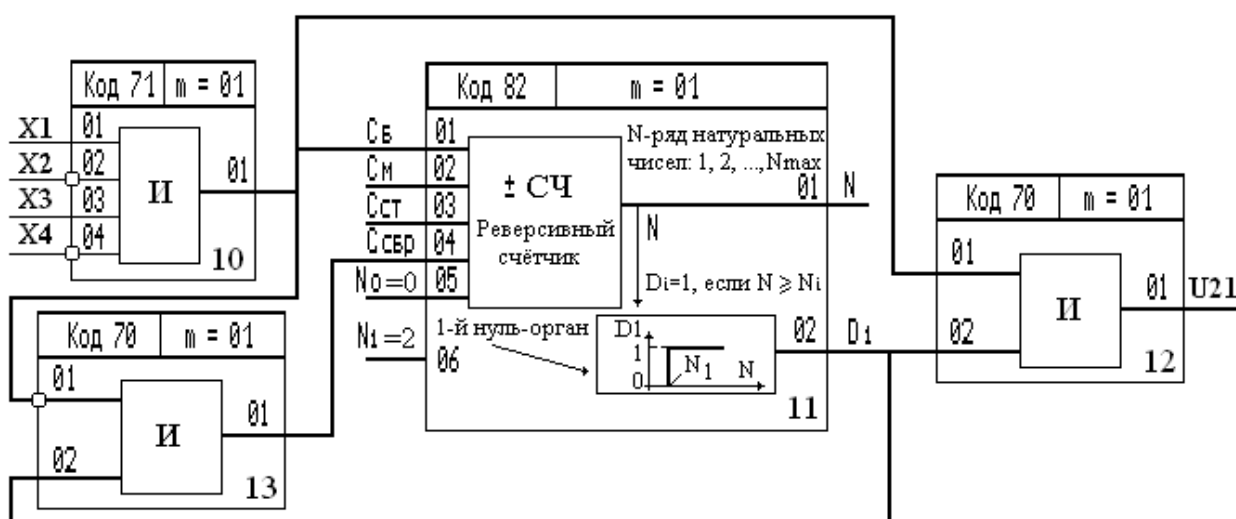 Код 71 m = 01
X1 01
X2 02
X3 03
X4 04
И
01
10
Код 82 m = 01
Сб 01
См 02
Сст 03
Ссбр 04
No=0 05
N1=2 06
± СЧ
Реверсивный
счётчик
N-ряд натуральных
чисел: 1, 2, ...,Nmax
01 N
N
Di=1, если N ⩾ Ni
1-й нуль-орган
D1
1
0
N1
N
02 D1
11
Код 70 m = 01
01
02
И
01 U21
12
Код 70 m = 01
01
02
И
01
13